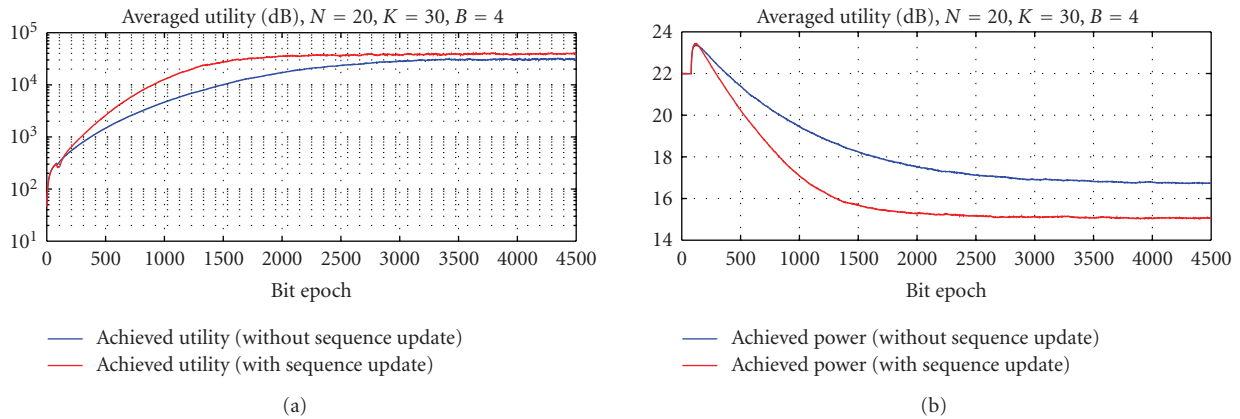 Averaged utility (dB), N = 20, K = 30, B = 4
10^5
10^4
10^3
10^2
10^1
0 500 1000 1500 2000 2500 3000 3500 4000 4500
Bit epoch
Achieved utility (without sequence update)
Achieved utility (with sequence update)
(a)
Averaged utility (dB), N = 20, K = 30, B = 4
24
22
20
18
16
14
0 500 1000 1500 2000 2500 3000 3500 4000 4500
Bit epoch
Achieved power (without sequence update)
Achieved power (with sequence update)
(b)